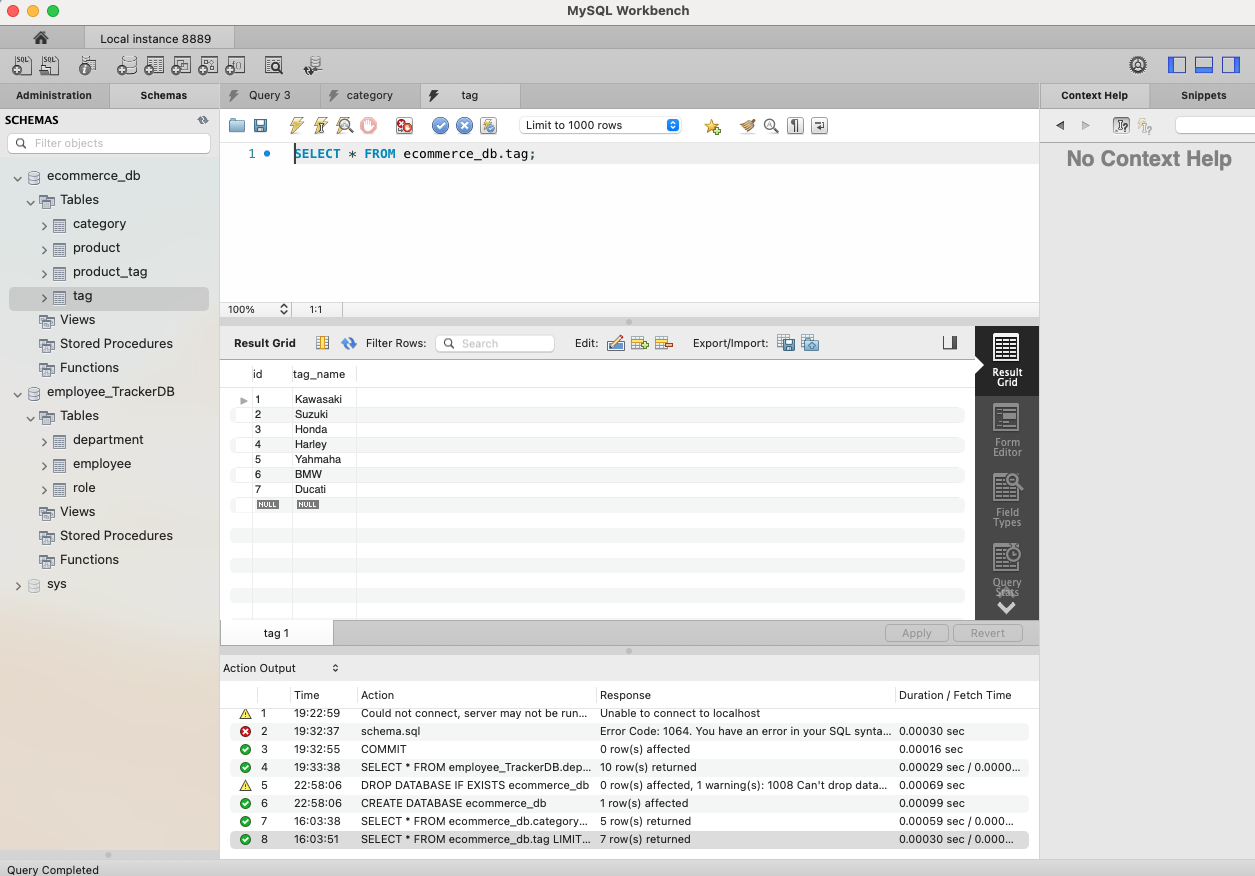 MySQL Workbench
Local instance 8889
Administration
Schemas
Query 3
category
tag
Context Help
Snippets
SCHEMAS
Filter objects
ecommerce_db
Tables
category
product
product_tag
tag
Views
Stored Procedures
Functions
employee_TrackerDB
Tables
department
employee
role
Views
Stored Procedures
Functions
sys
Limit to 1000 rows
1 SELECT * FROM ecommerce_db.tag;
100% 1:1
No Context Help
Result Grid Filter Rows: Search Edit: Export/Import:
id tag_name
1 Kawasaki
2 Suzuki
3 Honda
4 Harley
5 Yahmaha
6 BMW
7 Ducati
NULL NULL
Result
Grid
Form
Editor
Field
Types
Query
Stats
tag 1
Apply
Revert
Action Output
Time Action Response Duration / Fetch Time
1 19:22:59 Could not connect, server may not be run... Unable to connect to localhost
2 19:32:37 schema.sql Error Code: 1064. You have an error in your SQL synta... 0.00030 sec
3 19:32:55 COMMIT 0 row(s) affected 0.00016 sec
4 19:33:38 SELECT * FROM employee_TrackerDB.dep... 10 row(s) returned 0.00029 sec / 0.0000...
5 22:58:06 DROP DATABASE IF EXISTS ecommerce_db 0 row(s) affected, 1 warning(s): 1008 Can't drop data... 0.00069 sec
6 22:58:06 CREATE DATABASE ecommerce_db 1 row(s) affected 0.00099 sec
7 16:03:38 SELECT * FROM ecommerce_db.category... 5 row(s) returned 0.00059 sec / 0.000...
8 16:03:51 SELECT * FROM ecommerce_db.tag LIMIT... 7 row(s) returned 0.00030 sec / 0.000...
Query Completed